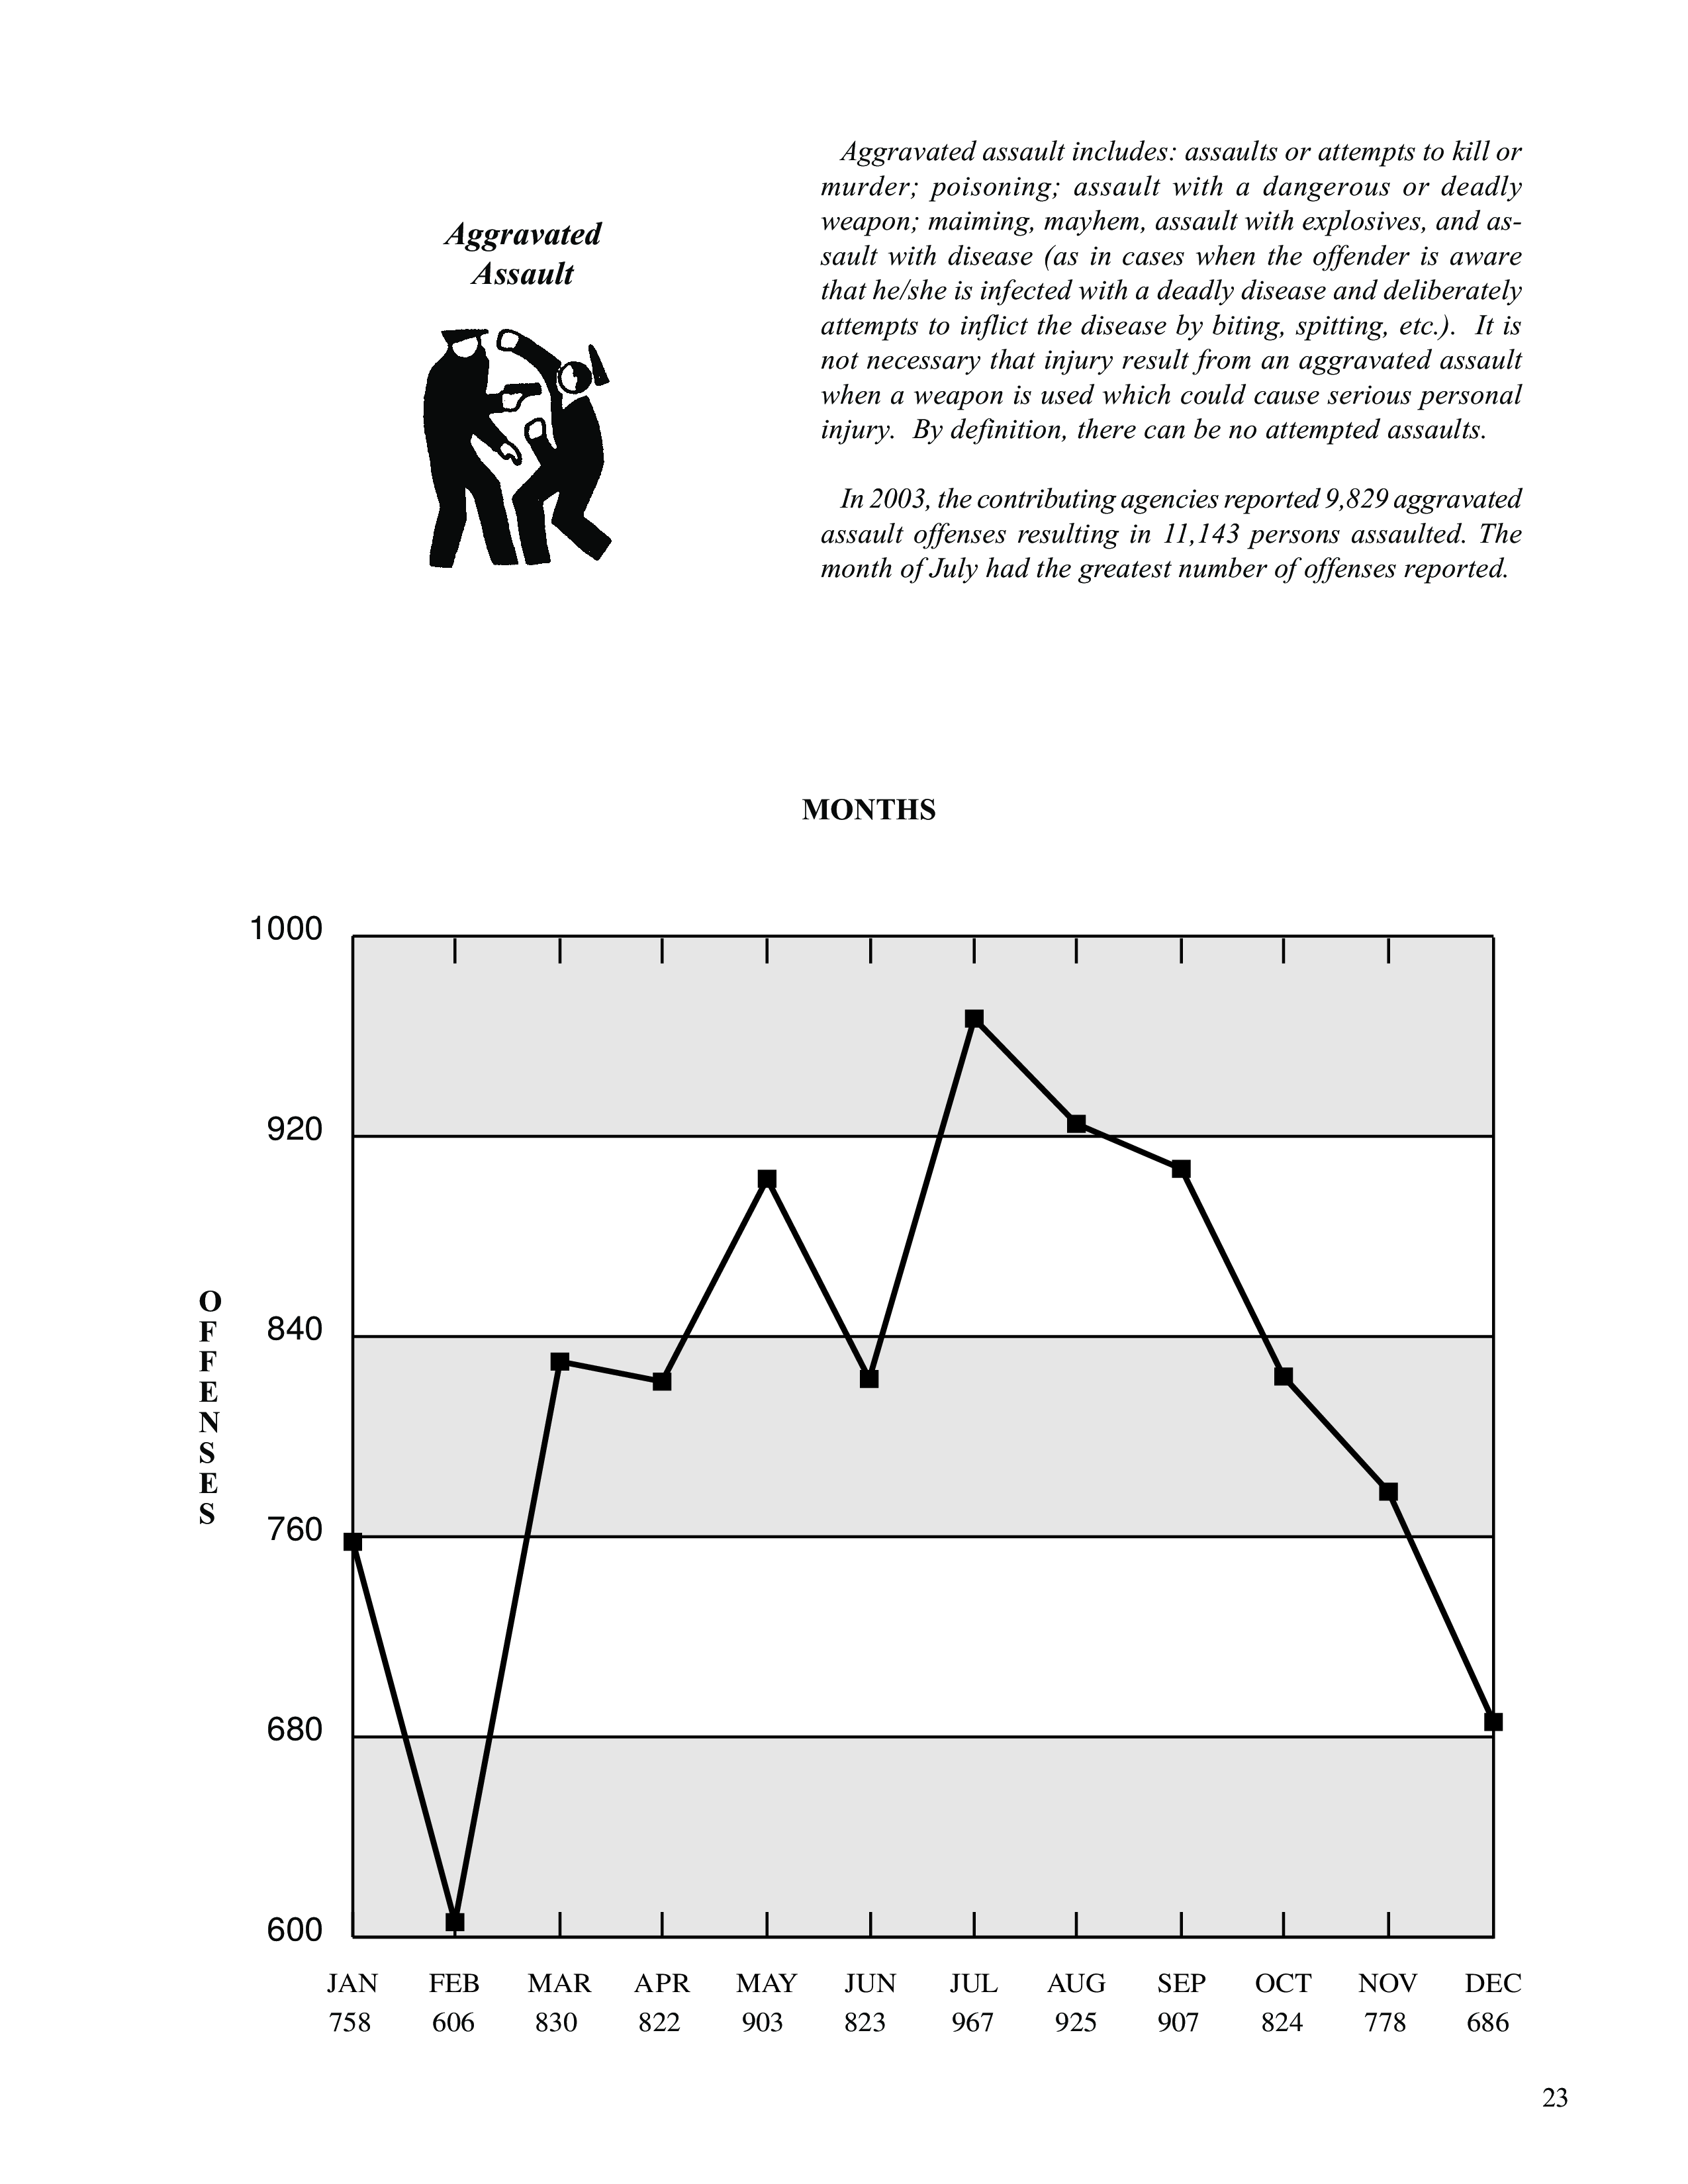 Aggravated
Assault
Aggravated assault includes: assaults or attempts to kill or
murder; poisoning; assault with a dangerous or deadly
weapon; maiming, mayhem, assault with explosives, and as-
sault with disease (as in cases when the offender is aware
that he/she is infected with a deadly disease and deliberately
attempts to inflict the disease by biting, spitting, etc.).  It is
not necessary that injury result from an aggravated assault
when a weapon is used which could cause serious personal
injury.  By definition, there can be no attempted assaults.
In 2003, the contributing agencies reported 9,829 aggravated
assault offenses resulting in 11,143 persons assaulted. The
month of July had the greatest number of offenses reported.
MONTHS
1000
920
840
760
680
600
OFFENSES
JAN FEB MAR APR MAY JUN JUL AUG SEP OCT NOV DEC
758 606 830 822 903 823 967 925 907 824 778 686
23